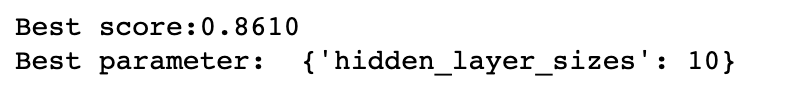 Best score:0.8610
Best parameter:  {'hidden_layer_sizes': 10}